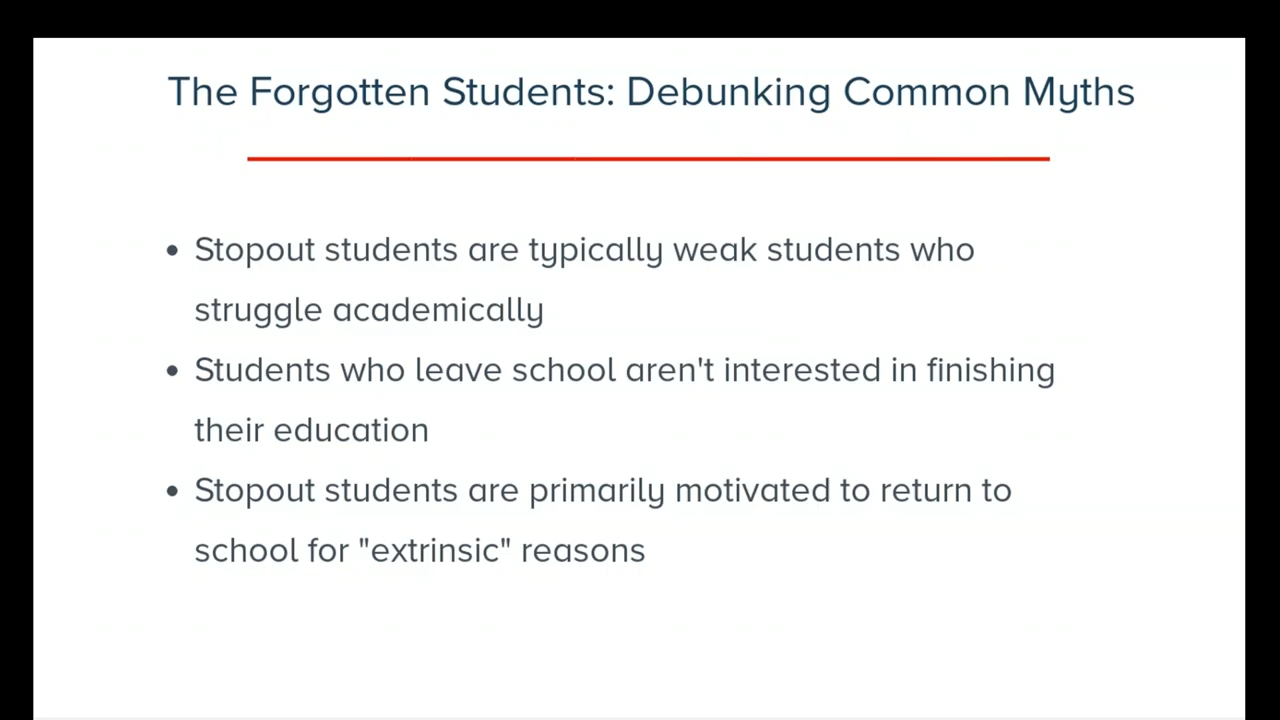 The Forgotten Students: Debunking Common Myths
• Stopout students are typically weak students who
struggle academically
• Students who leave school aren't interested in finishing
their education
• Stopout students are primarily motivated to return to
school for "extrinsic" reasons